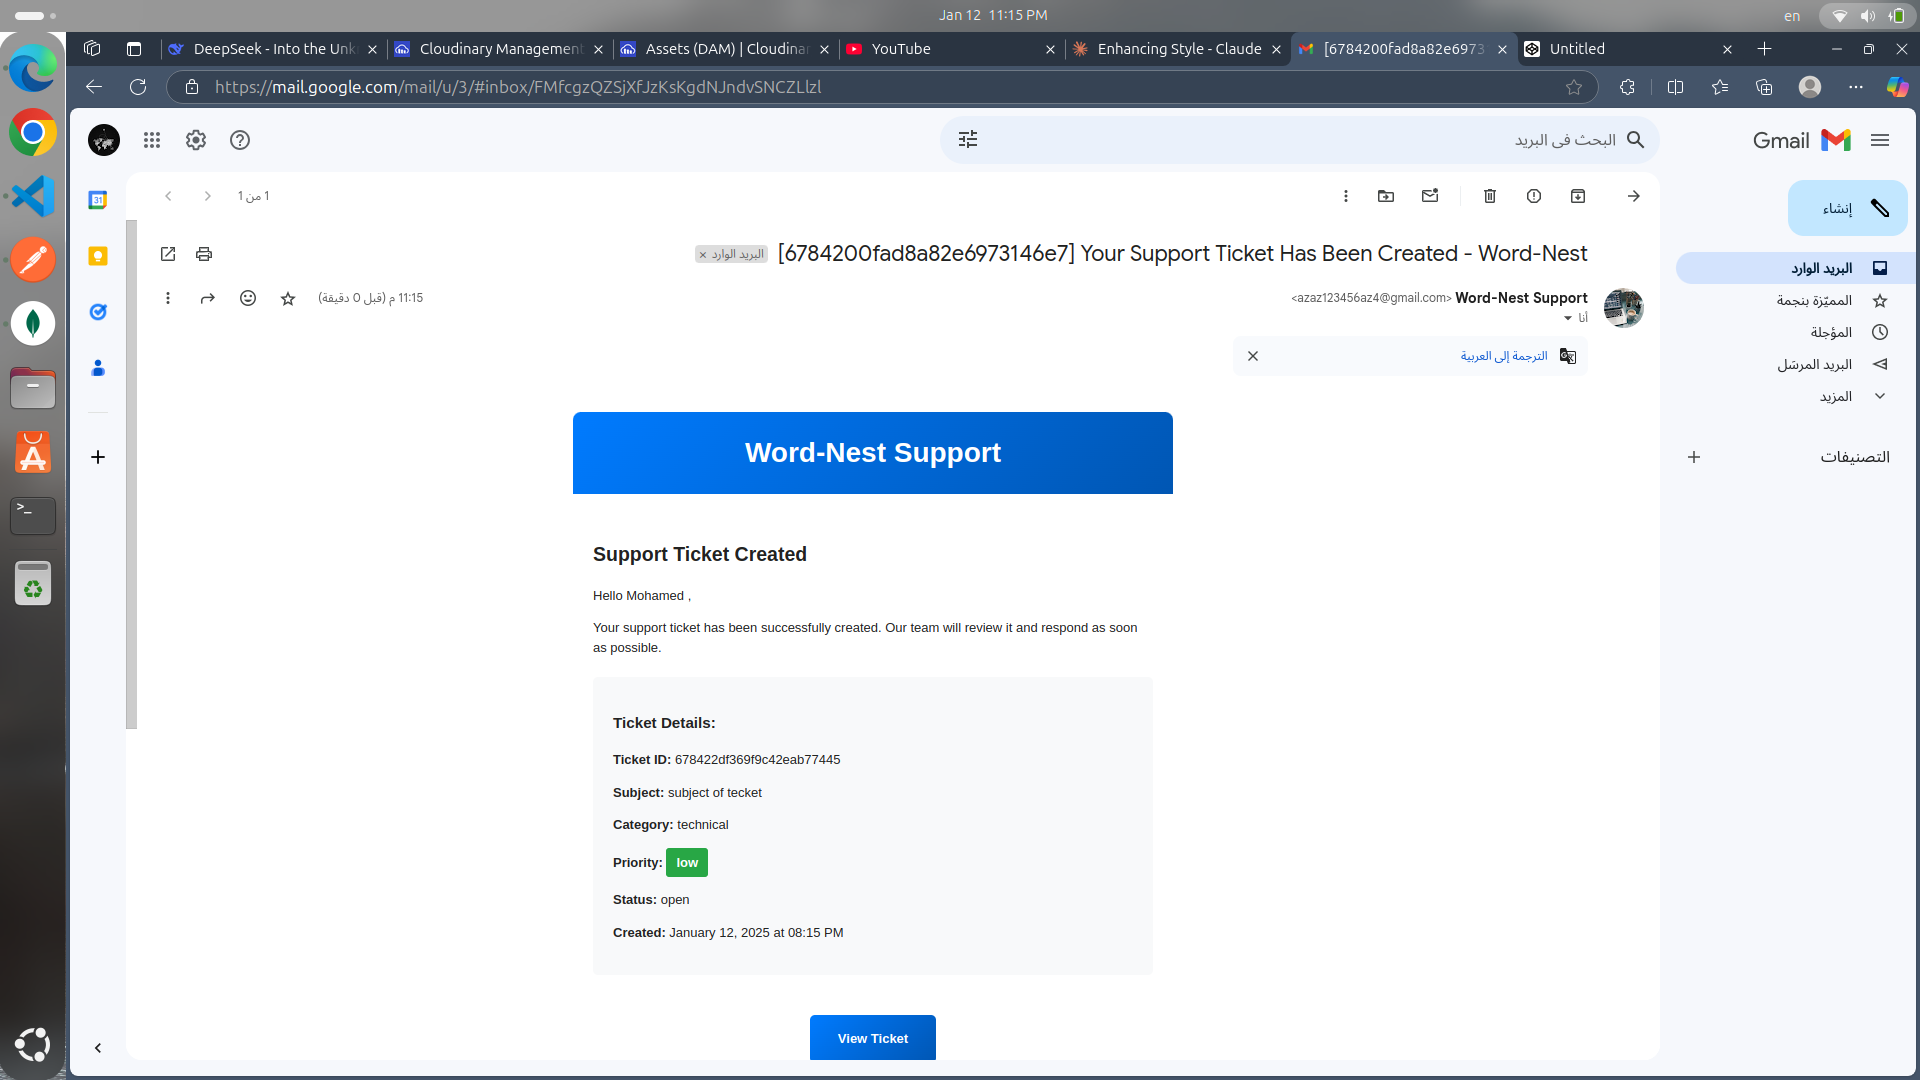 Jan 12 11:15 PM
en
DeepSeek - Into the Unk
Cloudinary Management
Assets (DAM) | Cloudinar
YouTube
Enhancing Style - Claude
[6784200fad8a82e6973
Untitled
https://mail.google.com/mail/u/3/#inbox/FMfcgzQZSjXfJzKsKgdNJndvSNCZLlzl
البحث في البريد
Gmail
1 من 1
إنشاء
[6784200fad8a82e6973146e7] Your Support Ticket Has Been Created - Word-Nest
البريد الوارد ×
Word-Nest Support <azaz123456az4@gmail.com>
11:15 م (قبل 0 دقيقة)
أنا
الترجمة إلى العربية
البريد الوارد
المميّزة بنجمة
المؤجلة
البريد المرسَل
المزيد
التصنيفات
31
Word-Nest Support
Support Ticket Created
Hello Mohamed ,
Your support ticket has been successfully created. Our team will review it and respond as soon
as possible.
Ticket Details:
Ticket ID: 678422df369f9c42eab77445
Subject: subject of tecket
Category: technical
Priority: low
Status: open
Created: January 12, 2025 at 08:15 PM
View Ticket